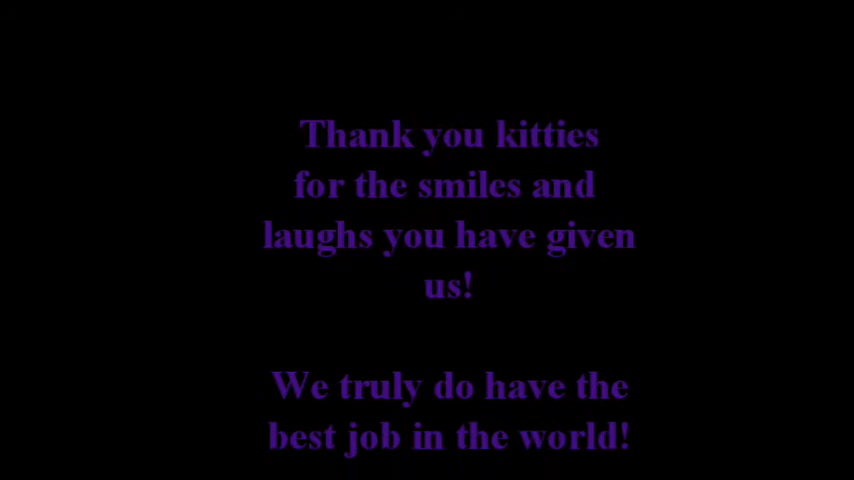 Thank you kitties
for the smiles and
laughs you have given
us!
We truly do have the
best job in the world!